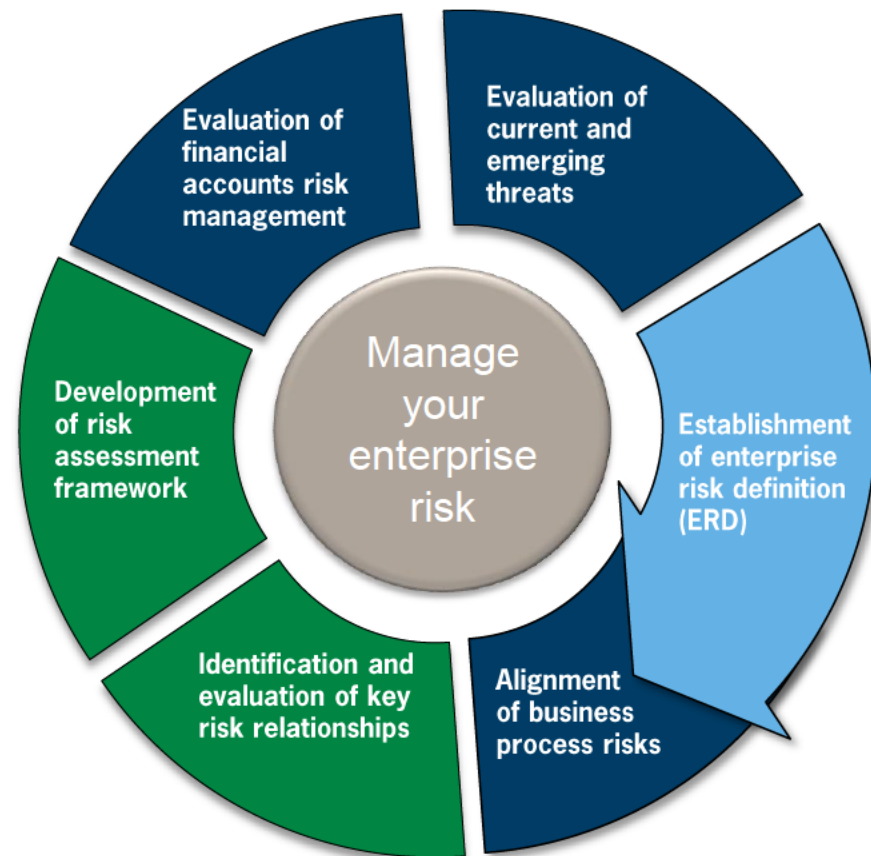 Evaluation of
financial
accounts risk
management
Evaluation of
current and
emerging
threats
Establishment
of enterprise
risk definition
(ERD)
Alignment
of business
process risks
Identification and
evaluation of key
risk relationships
Development
of risk
assessment
framework
Manage
your
enterprise
risk